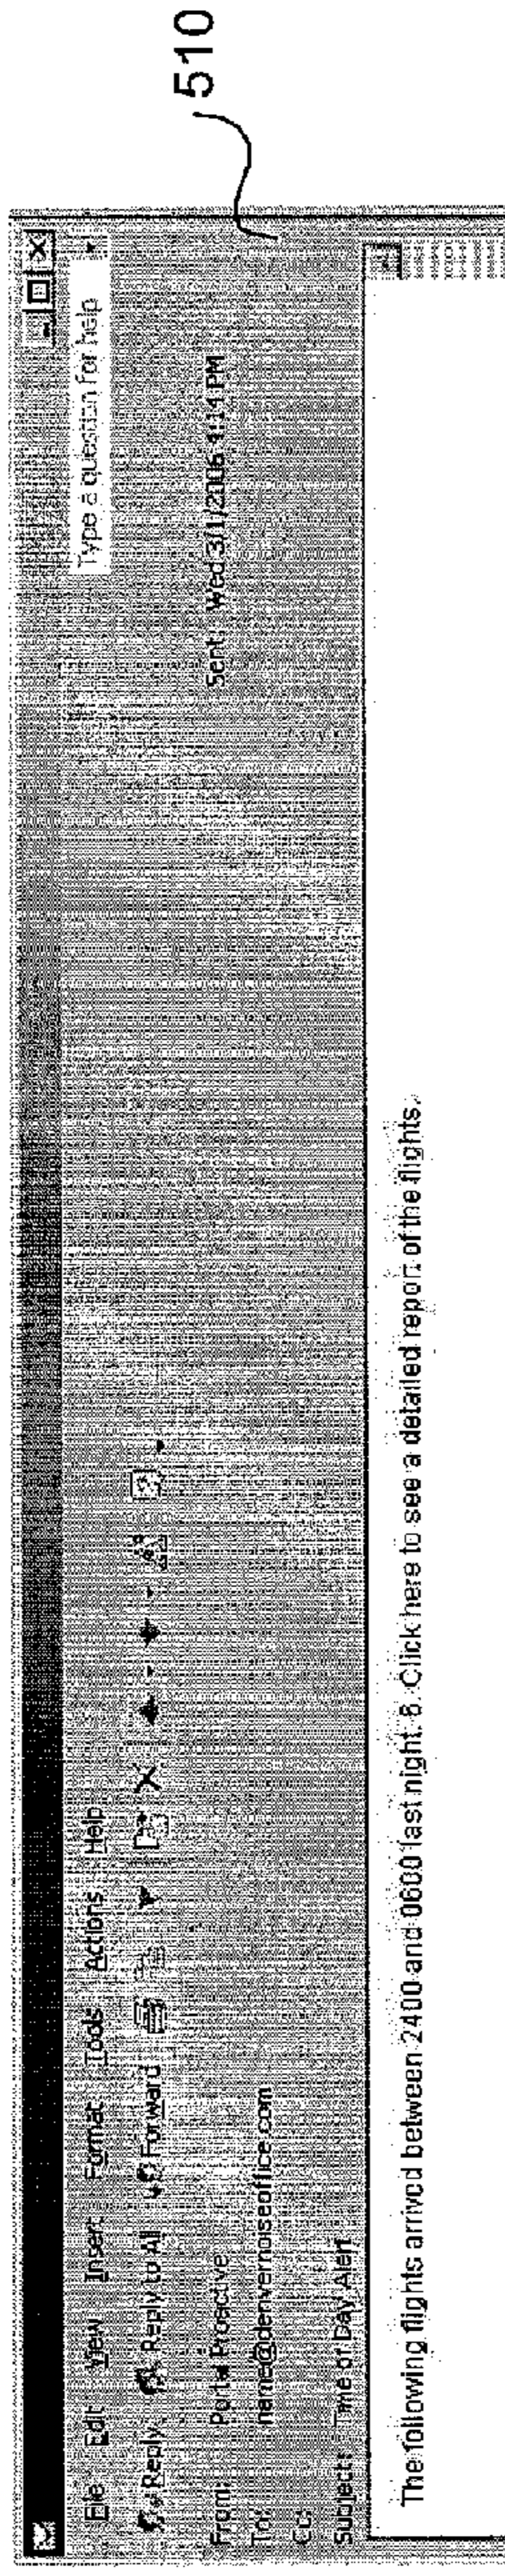 510
Type a question for help
File Edit View Insert Format Tools Actions Help
Reply Reply to All Forward
From: Portal Proactive
Sent: Wed 3/1/2006 4:14 PM
To: name@denvernoiseoffice.com
Cc:
Subject: Time of Day Alert
The following flights arrived between 2400 and 0600 last night: 8. Click here to see a detailed report of the flights.